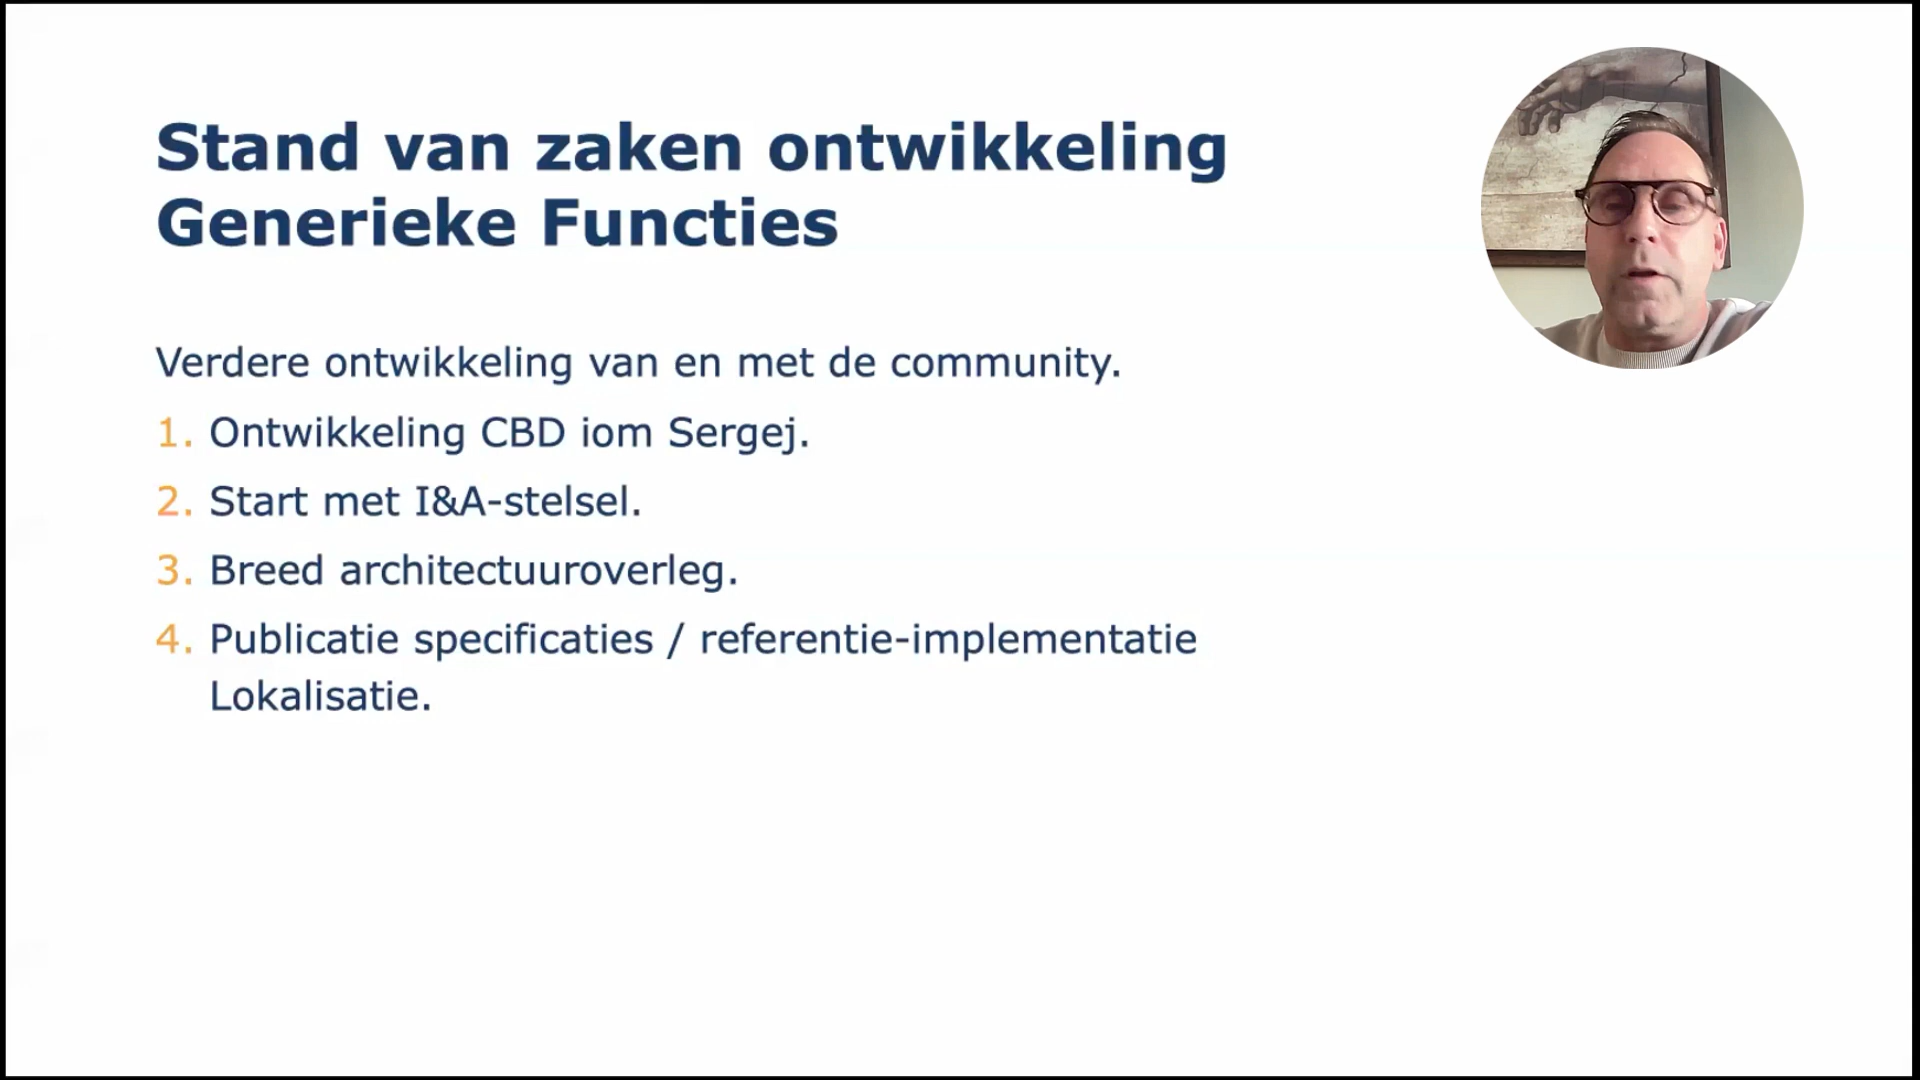 Stand van zaken ontwikkeling
Generieke Functies
Verdere ontwikkeling van en met de community.
1. Ontwikkeling CBD iom Sergej.
2. Start met I&A-stelsel.
3. Breed architectuuroverleg.
4. Publicatie specificaties / referentie-implementatie
Lokalisatie.